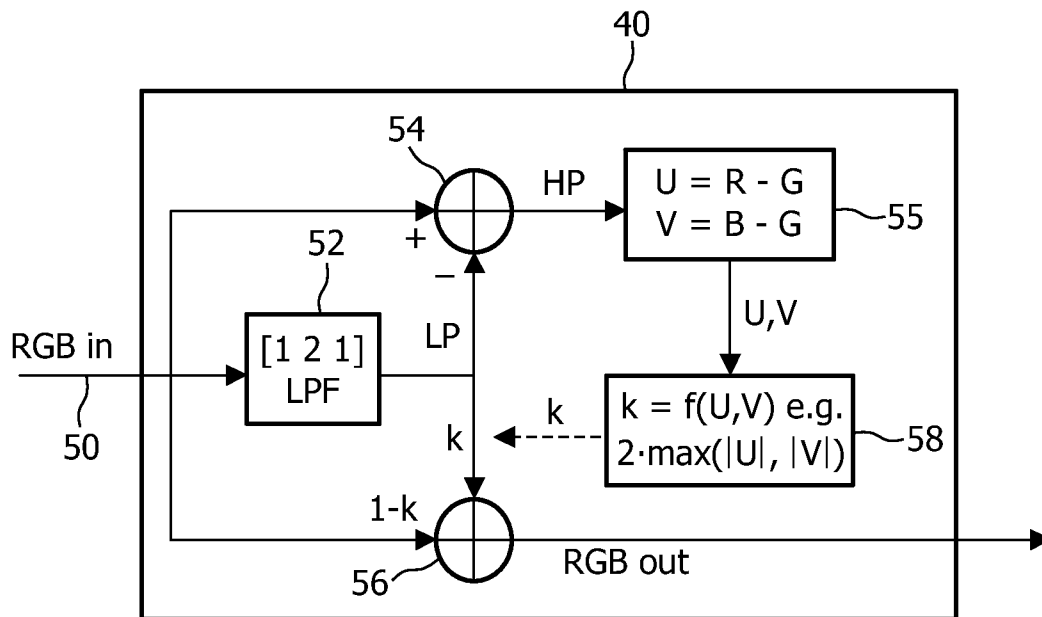 40
54
HP
U = R - G
V = B - G
55
+
−
52
U,V
LP
RGB in
[1 2 1]
LPF
50
k
k
k = f(U,V) e.g.
2·max(|U|, |V|)
58
1-k
56
RGB out